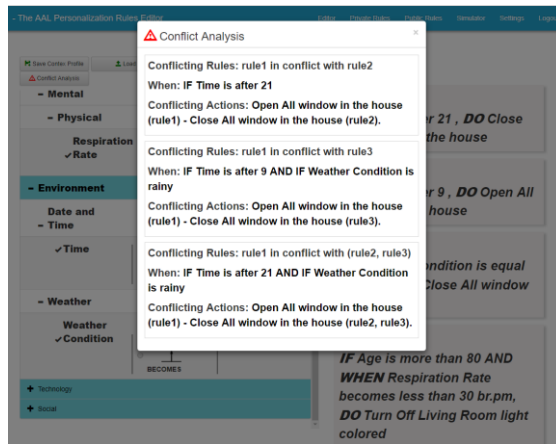 - The AAL Personalization Rules Editor
Editor Private Rules Public Rules Simulator Settings
Conflict Analysis
×
Conflicting Rules: rule1 in conflict with rule2
When: IF Time is after 21
Conflicting Actions: Open All window in the house
(rule1) - Close All window in the house (rule2).
Conflicting Rules: rule1 in conflict with rule3
When: IF Time is after 9 AND IF Weather Condition is
rainy
Conflicting Actions: Open All window in the house
(rule1) - Close All window in the house (rule3).
Conflicting Rules: rule1 in conflict with (rule2, rule3)
When: IF Time is after 21 AND IF Weather Condition
is rainy
Conflicting Actions: Open All window in the house
(rule1) - Close All window in the house (rule2, rule3).
Save Center Profile
Conflict Analysis
- Mental
- Physical
Respiration
✓Rate
- Environment
Date and
- Time
✓Time
- Weather
Weather
✓Condition
BECOMES
+ Technology
+ Social
21 , DO Close
the house
9 , DO Open All
house
condition is equal
Close All window
IF Age is more than 80 AND
WHEN Respiration Rate
becomes less than 30 br.pm,
DO Turn Off Living Room light
colored